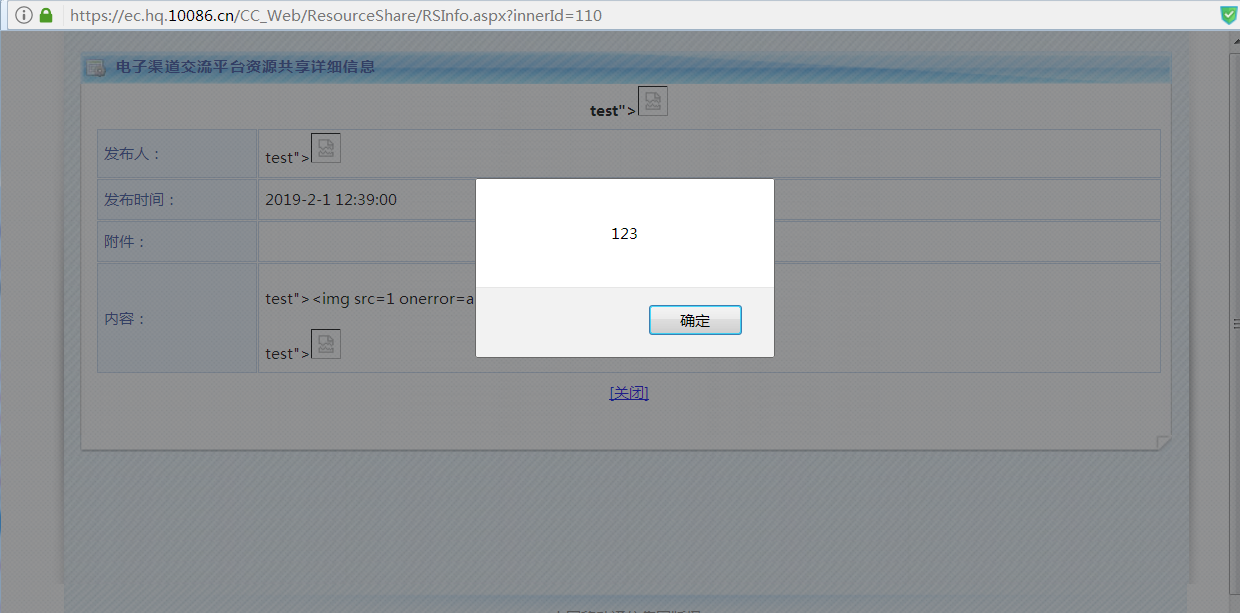 https://ec.hq.10086.cn/CC_Web/ResourceShare/RSInfo.aspx?innerId=110
电子渠道交流平台资源共享详细信息
test">
发布人：
test">
发布时间：
2019-2-1 12:39:00
附件：
内容：
test"><img src=1 onerror=a
test">
123
确定
[关闭]